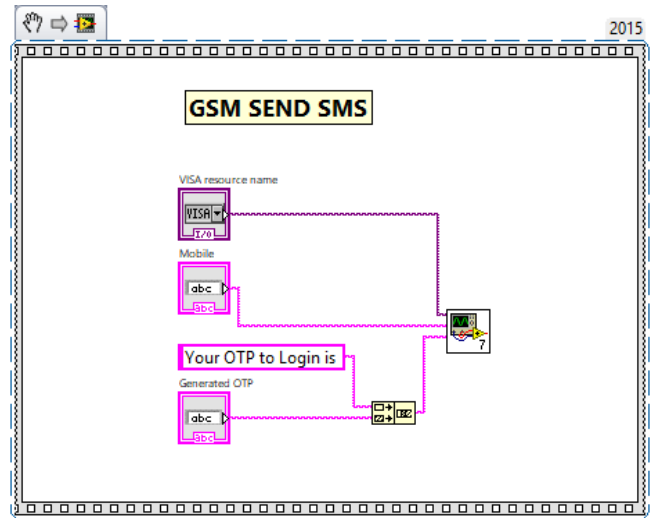 2015
GSM SEND SMS
VISA resource name
VISA
I/O
Mobile
abc
abc
7
Your OTP to Login is
Generated OTP
abc
abc